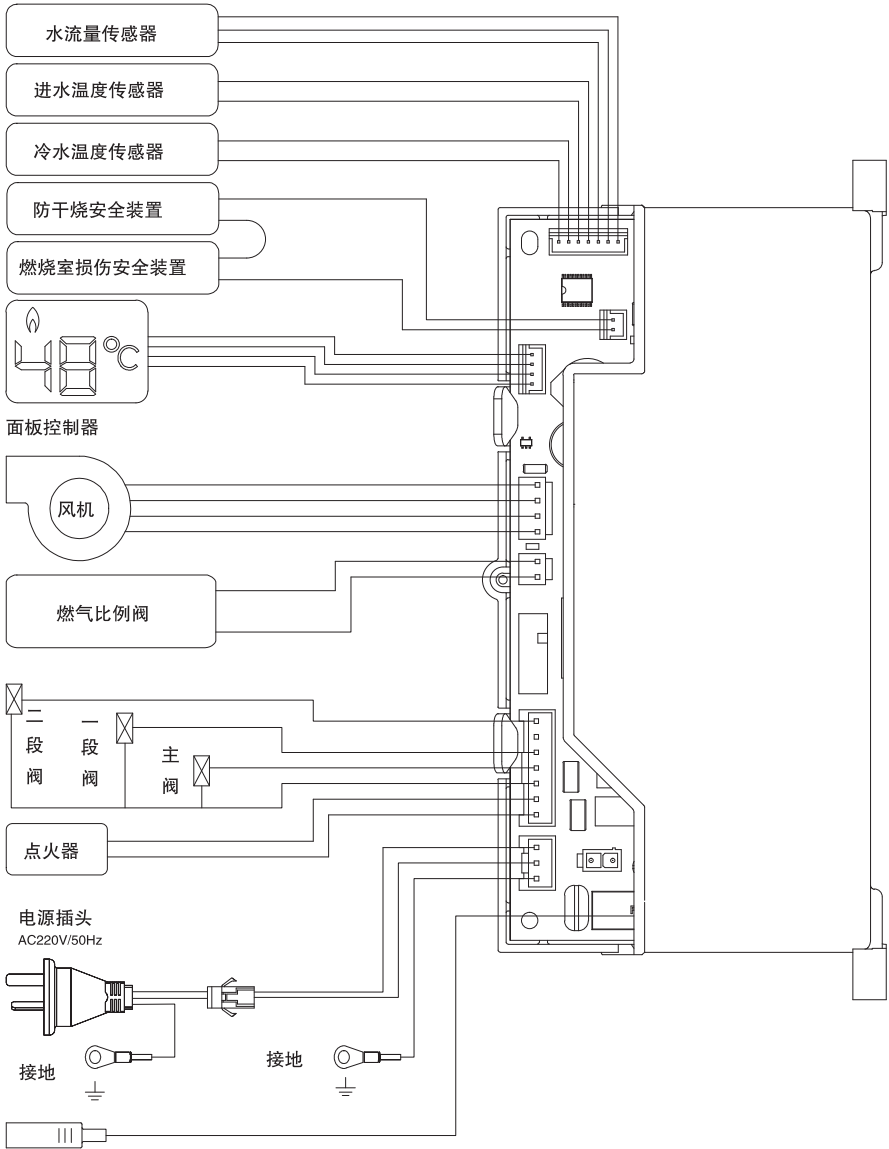 水流量传感器
进水温度传感器
冷水温度传感器
防干烧安全装置
燃烧室损伤安全装置
48°C
面板控制器
风机
燃气比例阀
二段阀
一段阀
主阀
点火器
电源插头
AC220V/50Hz
接地
接地